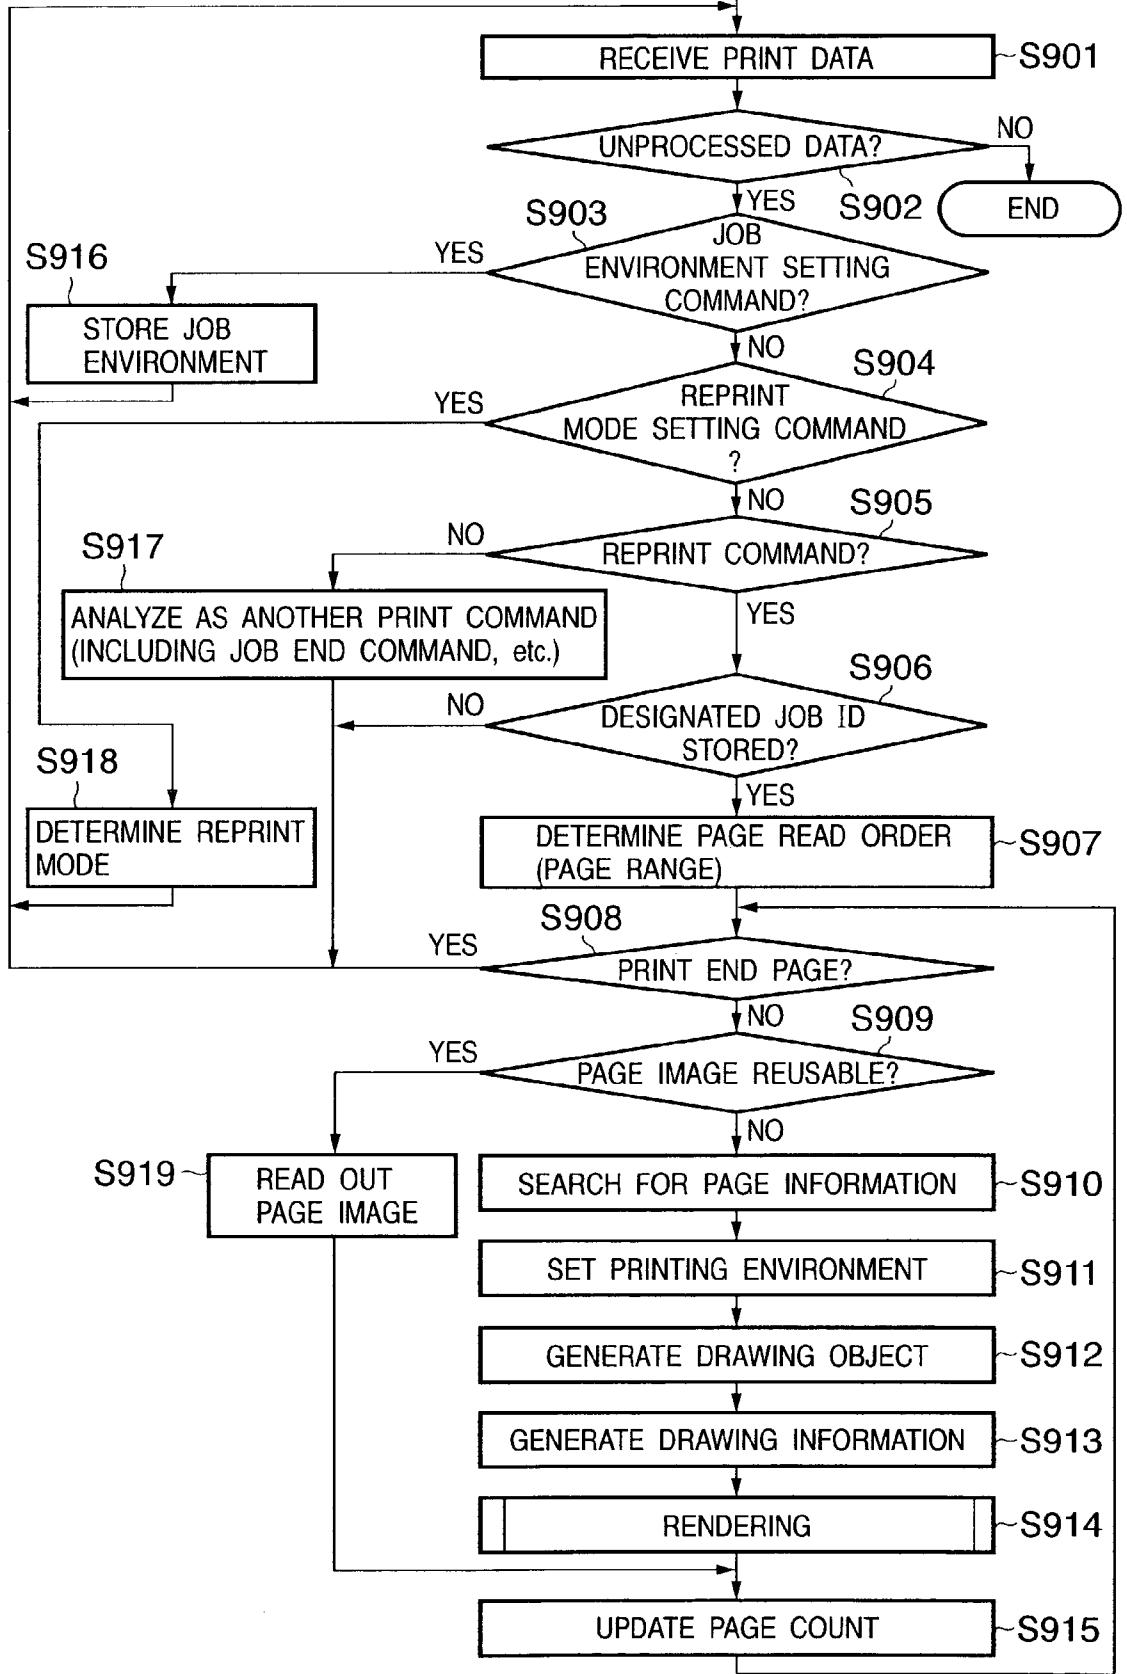 RECEIVE PRINT DATA
S901
UNPROCESSED DATA?
NO
S902
END
YES
S903
JOB
ENVIRONMENT SETTING
COMMAND?
YES
S916
STORE JOB
ENVIRONMENT
NO
S904
REPRINT
MODE SETTING COMMAND
?
YES
NO
S905
REPRINT COMMAND?
NO
S917
ANALYZE AS ANOTHER PRINT COMMAND
(INCLUDING JOB END COMMAND, etc.)
YES
S906
DESIGNATED JOB ID
STORED?
NO
S918
DETERMINE REPRINT
MODE
YES
DETERMINE PAGE READ ORDER
(PAGE RANGE)
S907
S908
YES
PRINT END PAGE?
NO
S909
YES
PAGE IMAGE REUSABLE?
NO
S919
READ OUT
PAGE IMAGE
SEARCH FOR PAGE INFORMATION
S910
SET PRINTING ENVIRONMENT
S911
GENERATE DRAWING OBJECT
S912
GENERATE DRAWING INFORMATION
S913
RENDERING
S914
UPDATE PAGE COUNT
S915